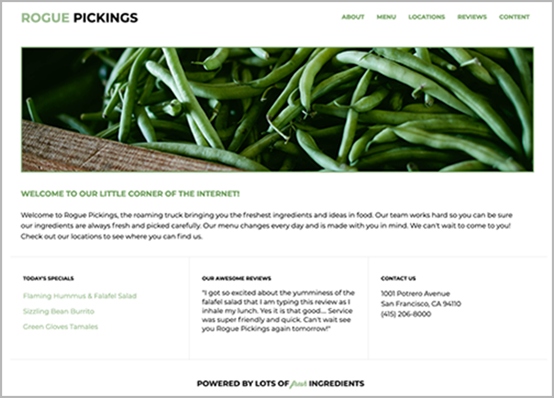 ROGUE PICKINGS
ABOUT MENU LOCATIONS REVIEWS CONTENT
WELCOME TO OUR LITTLE CORNER OF THE INTERNET!
Welcome to Rogue Pickings, the roaming truck bringing you the freshest ingredients and ideas in food. Our team works hard so you can be sure
our ingredients are always fresh and picked carefully. Our menu changes every day and is made with you in mind. We can't wait to come to you!
Check out our locations to see where you can find us.
TODAY'S SPECIALS
Flaming Hummus & Falafel Salad
Sizzling Bean Burrito
Green Gloves Tamales
OUR AWESOME REVIEWS
"I got so excited about the yumminess of the
falafel salad that I am typing this review as I
inhale my lunch. Yes it is that good.... Service
was super friendly and quick. Can't wait see
you Rogue Pickings again tomorrow!"
CONTACT US
1001 Potrero Avenue
San Francisco, CA 94110
(415) 206-8000
POWERED BY LOTS OF fresh INGREDIENTS